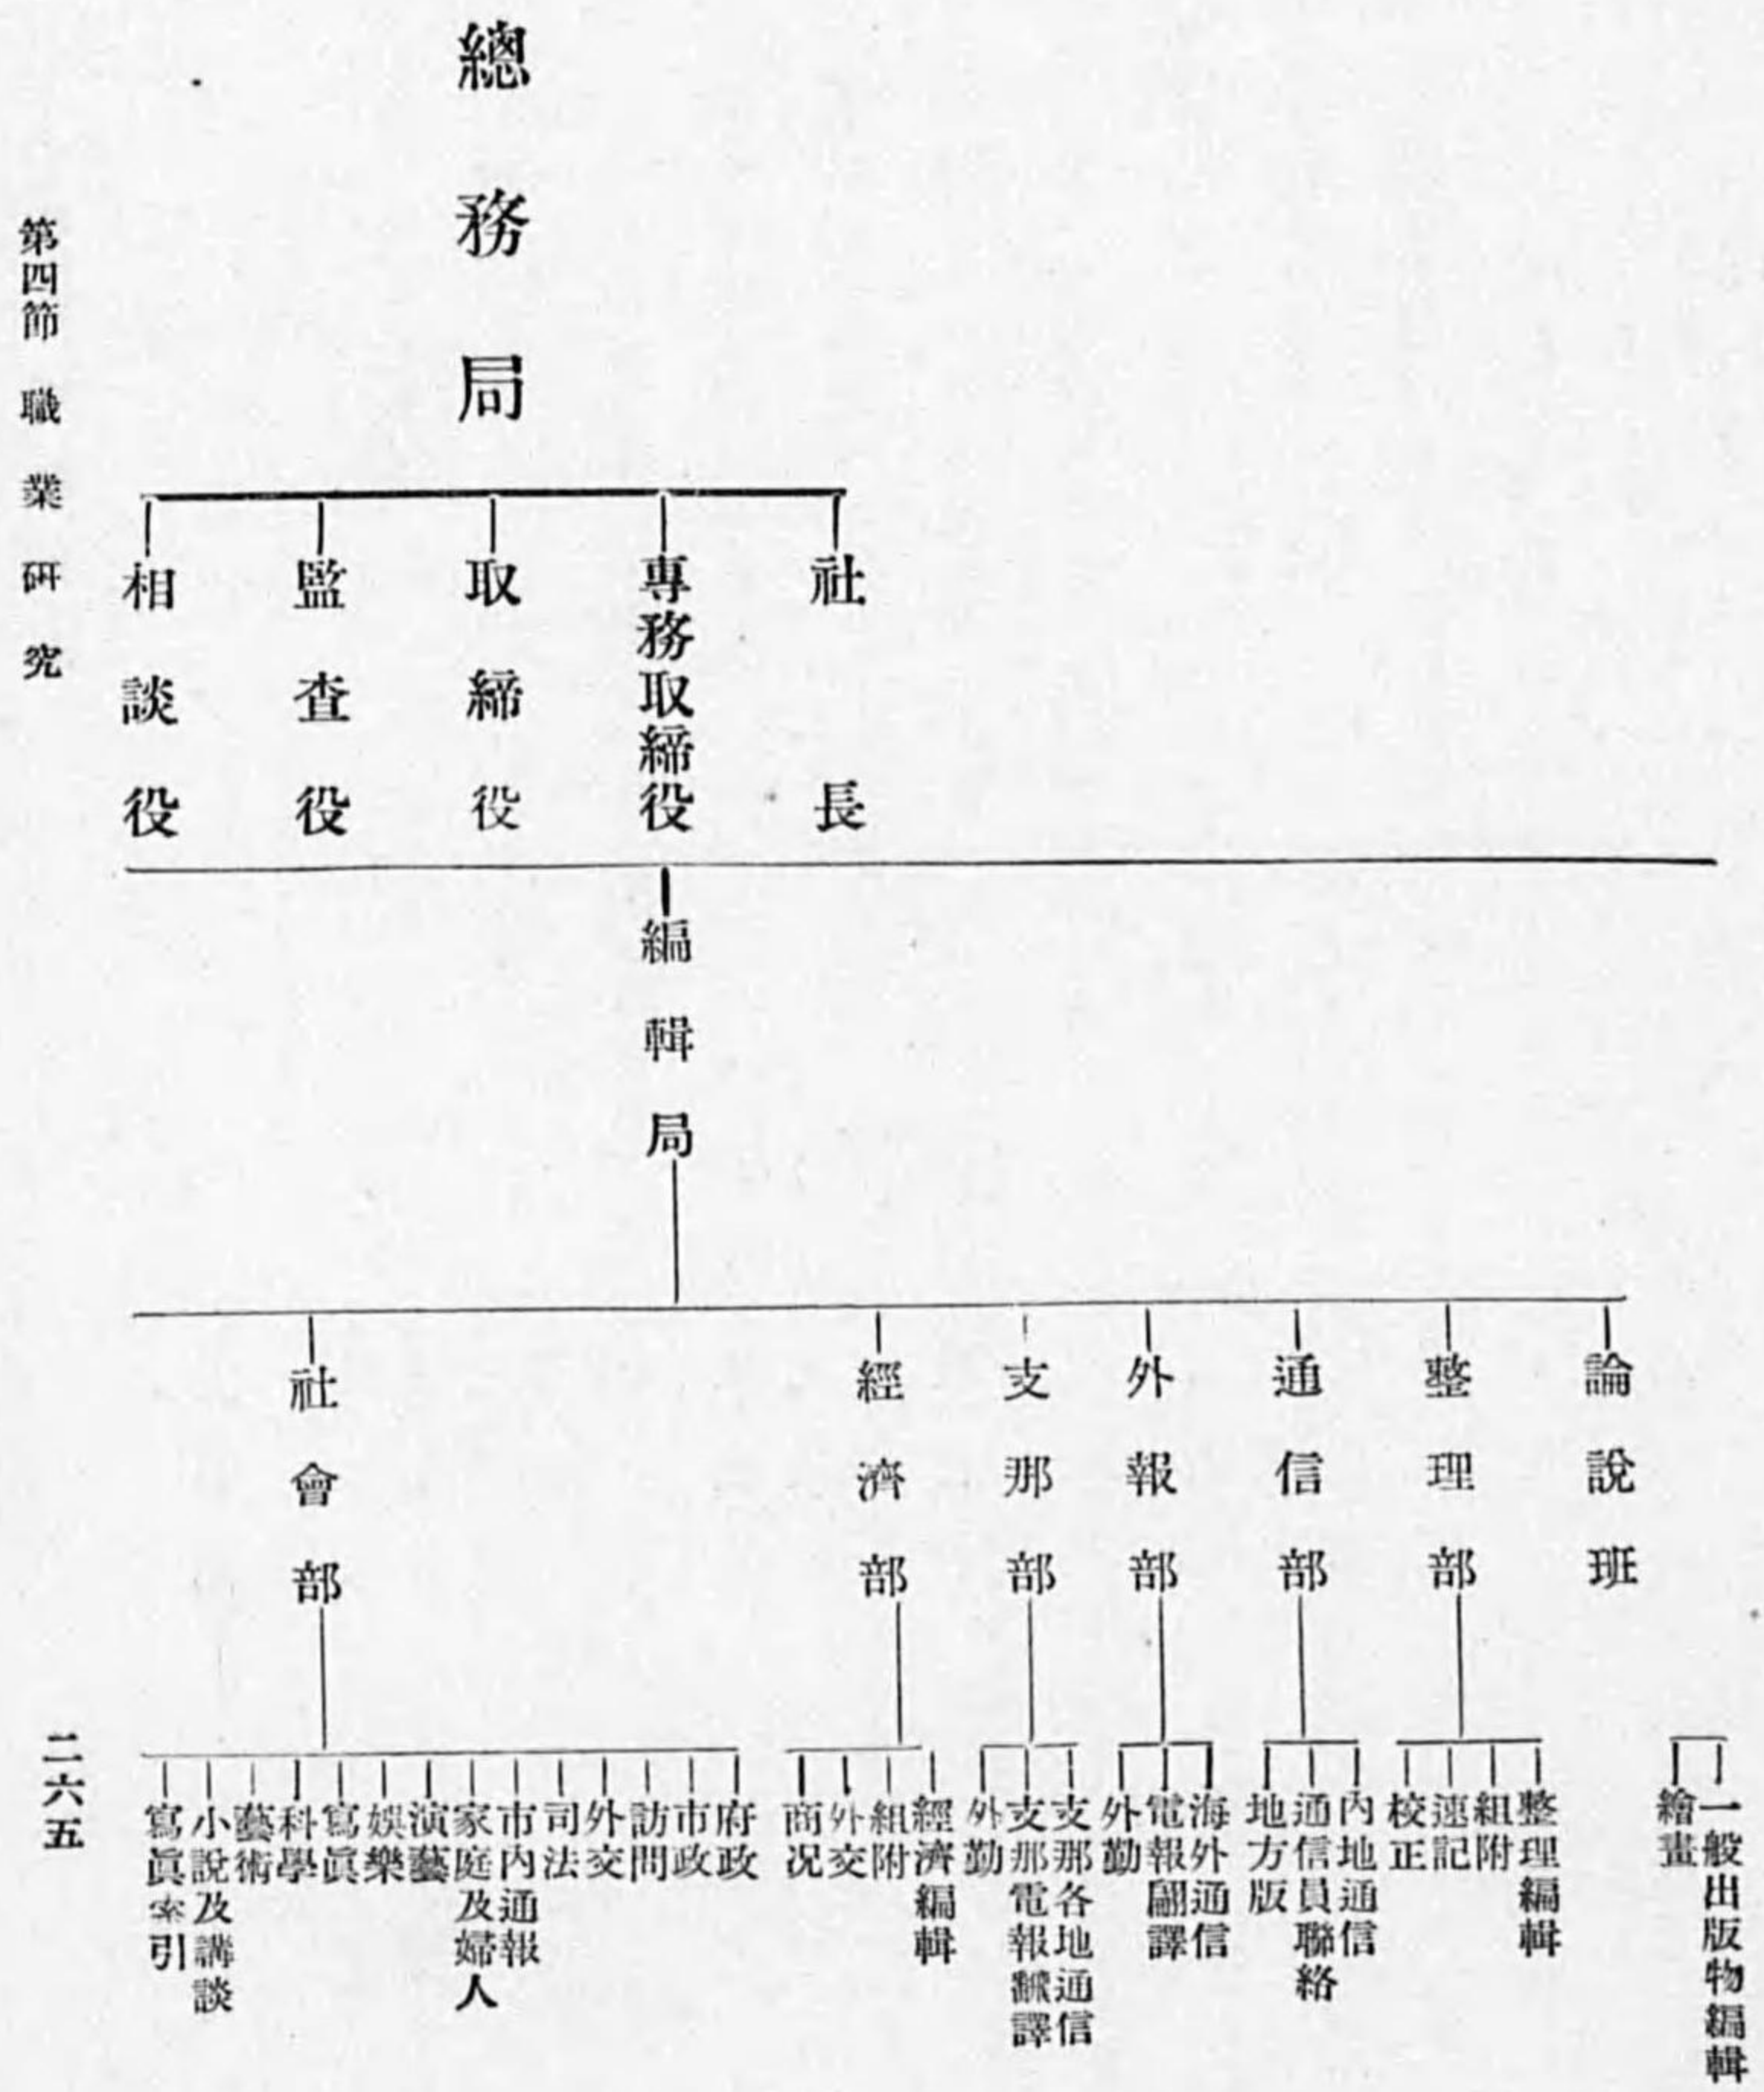 總務局
社長
專務取締役
取締役
監査役
相談役
編輯局
論說班
整理部
通信部
外報部
支那部
經濟部
社會部
一般出版物編輯
繪畫
整理編輯
組附
速記
校正
內地通信
通信員聯絡
地方版
海外通信
電報飜譯
外勤
支那各地通信
支那電報飜譯
外勤
經濟編輯
組附
外交
商況
府政
市政
訪問
外交
司法
市內通報
家庭及婦人
演藝
娛樂
寫眞
科學
藝術
小說及講談
寫眞索引
第四節 職業硏究
二六五